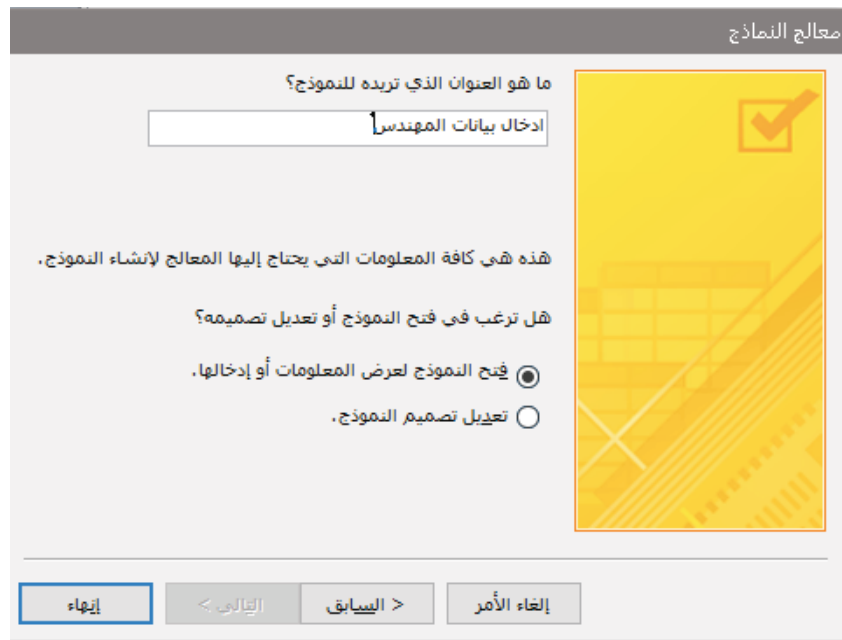 معالج النماذج
ما هو العنوان الذي تريده للنموذج؟
ادخال بيانات المهندس
هذه هي كافة المعلومات التي يحتاج إليها المعالج لإنشاء النموذج.
هل ترغب في فتح النموذج أو تعديل تصميمه؟
فتح النموذج لعرض المعلومات أو إدخالها.
تعديل تصميم النموذج.
إلغاء الأمر
< السابق
التالي >
إنهاء